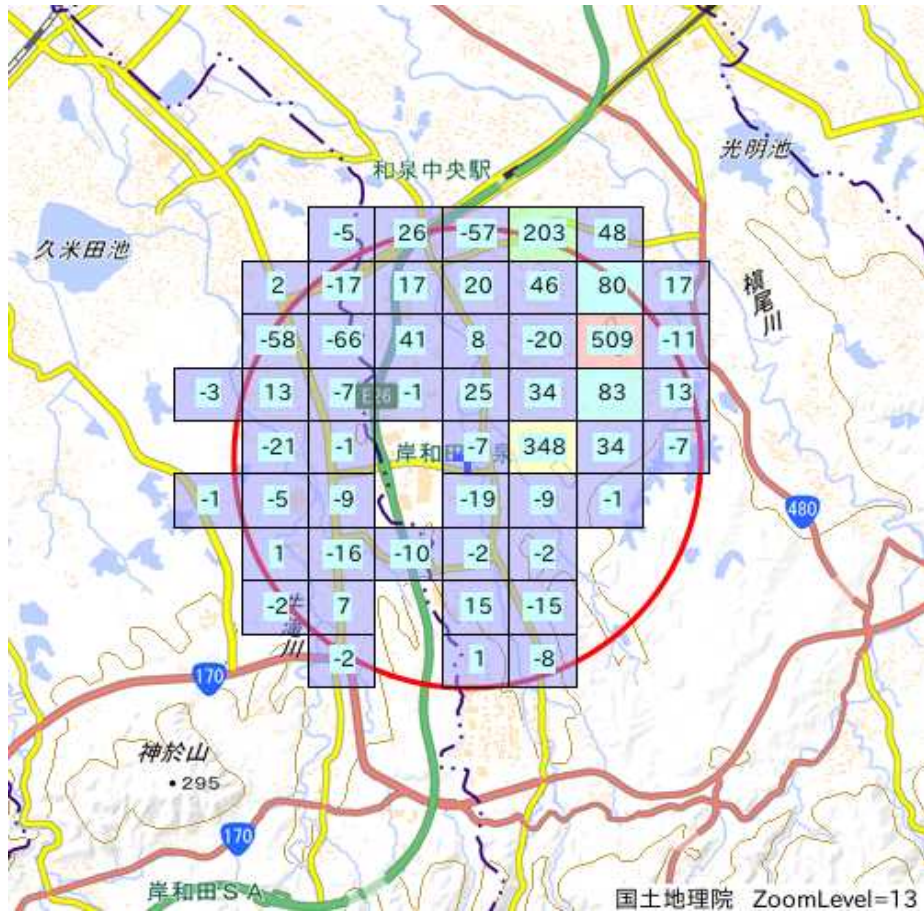 光明池
和泉中央駅
久米田池
槇尾川
-5 26 -57 203 48
2 -17 17 20 46 80 17
-58 -66 41 8 -20 509 -11
-3 13 -7 E26 -1 25 34 83 13
-21 -1 岸和田 -7 348 34 -7
-1 -5 -9 -19 -9 -1
480
1 -16 -10 -2 -2
-2 7 15 -15
牛滝川
-2 1 -8
170
神於山
295
170
岸和田SA
国土地理院 ZoomLevel=13